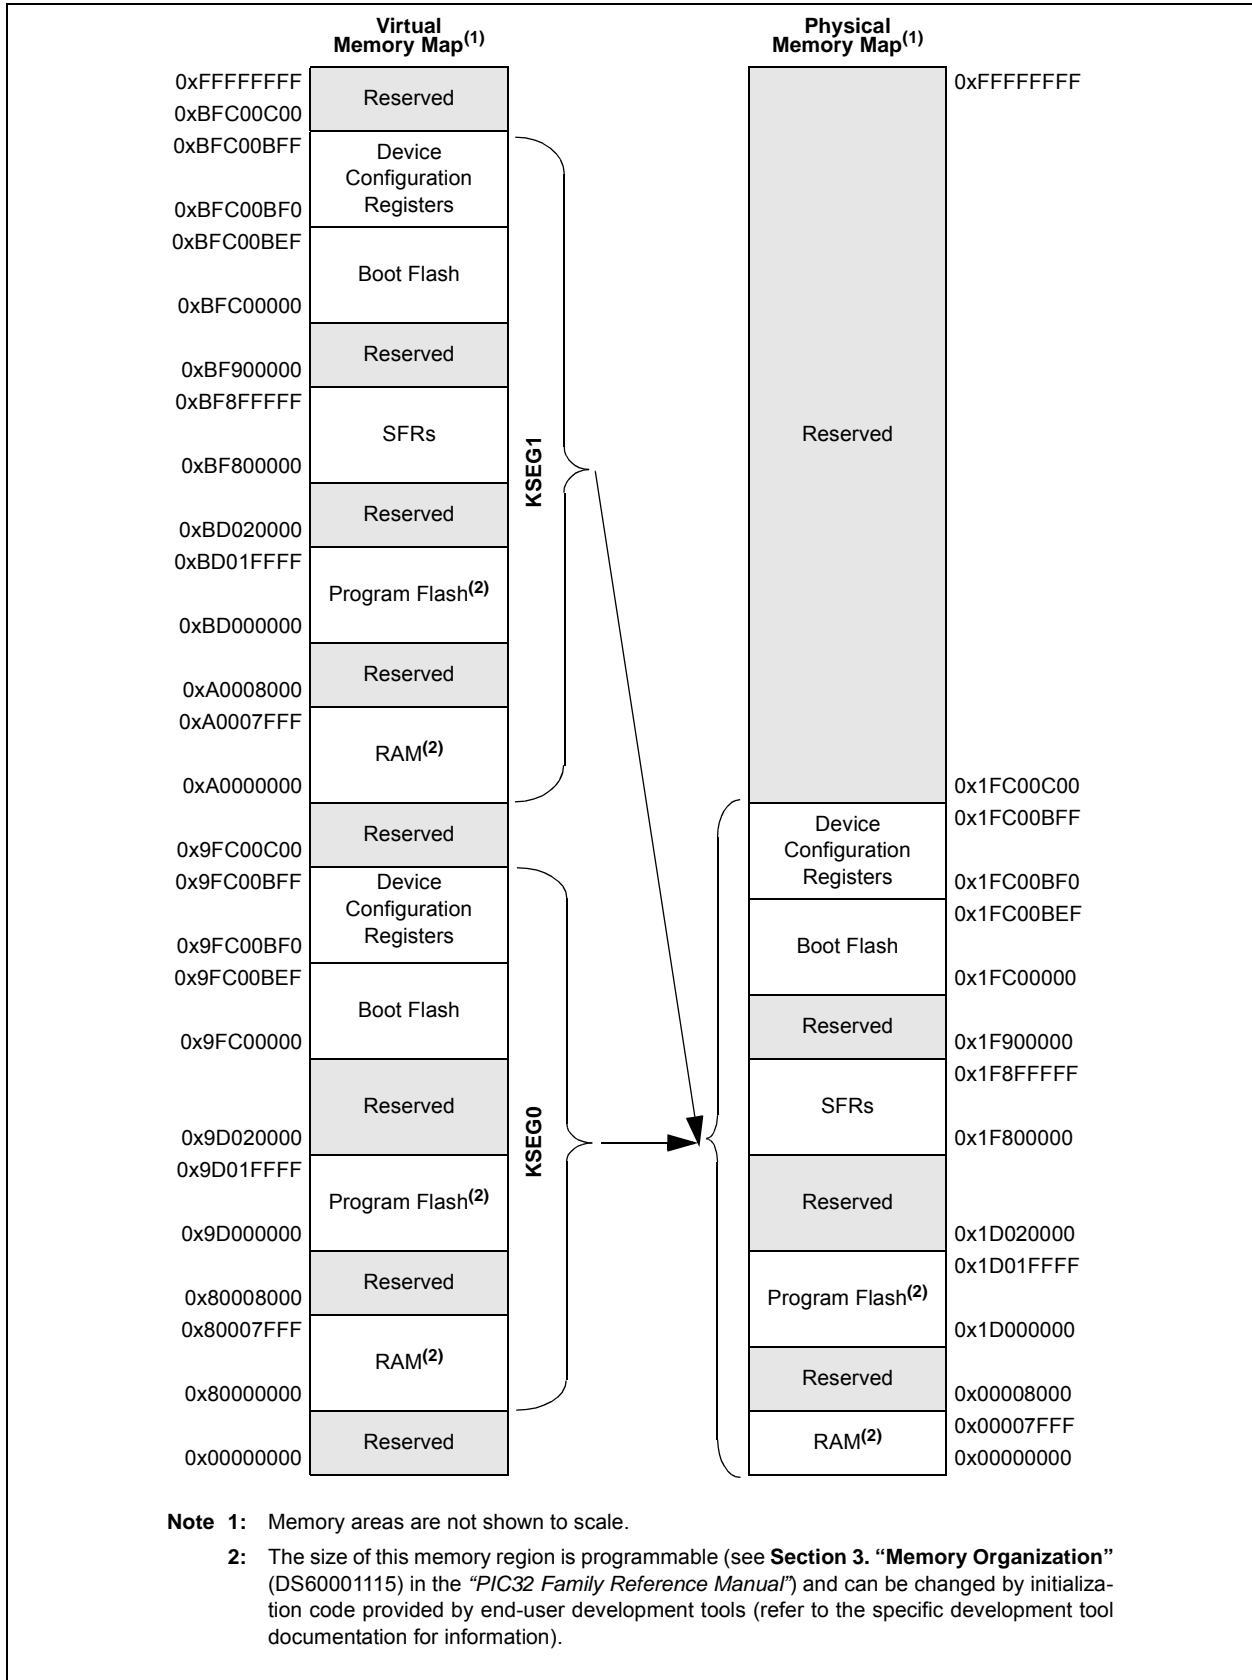 Virtual
Memory Map(1)
0xFFFFFFFF
Reserved
0xBFC00C00
0xBFC00BFF
Device
Configuration
Registers
0xBFC00BF0
0xBFC00BEF
Boot Flash
0xBFC00000
Reserved
0xBF900000
0xBF8FFFFF
SFRs
0xBF800000
Reserved
0xBD020000
0xBD01FFFF
Program Flash(2)
0xBD000000
Reserved
0xA0008000
0xA0007FFF
RAM(2)
0xA0000000
KSEG1
Reserved
0x9FC00C00
0x9FC00BFF
Device
Configuration
Registers
0x9FC00BF0
0x9FC00BEF
Boot Flash
0x9FC00000
Reserved
0x9D020000
0x9D01FFFF
Program Flash(2)
0x9D000000
Reserved
0x80008000
0x80007FFF
RAM(2)
0x80000000
KSEG0
Reserved
0x00000000
Physical
Memory Map(1)
0xFFFFFFFF
Reserved
0x1FC00C00
0x1FC00BFF
Device
Configuration
Registers
0x1FC00BF0
0x1FC00BEF
Boot Flash
0x1FC00000
Reserved
0x1F900000
0x1F8FFFFF
SFRs
0x1F800000
Reserved
0x1D020000
0x1D01FFFF
Program Flash(2)
0x1D000000
Reserved
0x00008000
0x00007FFF
RAM(2)
0x00000000
Note 1: Memory areas are not shown to scale.
2: The size of this memory region is programmable (see Section 3. “Memory Organization”
(DS60001115) in the “PIC32 Family Reference Manual”) and can be changed by initializa-
tion code provided by end-user development tools (refer to the specific development tool
documentation for information).